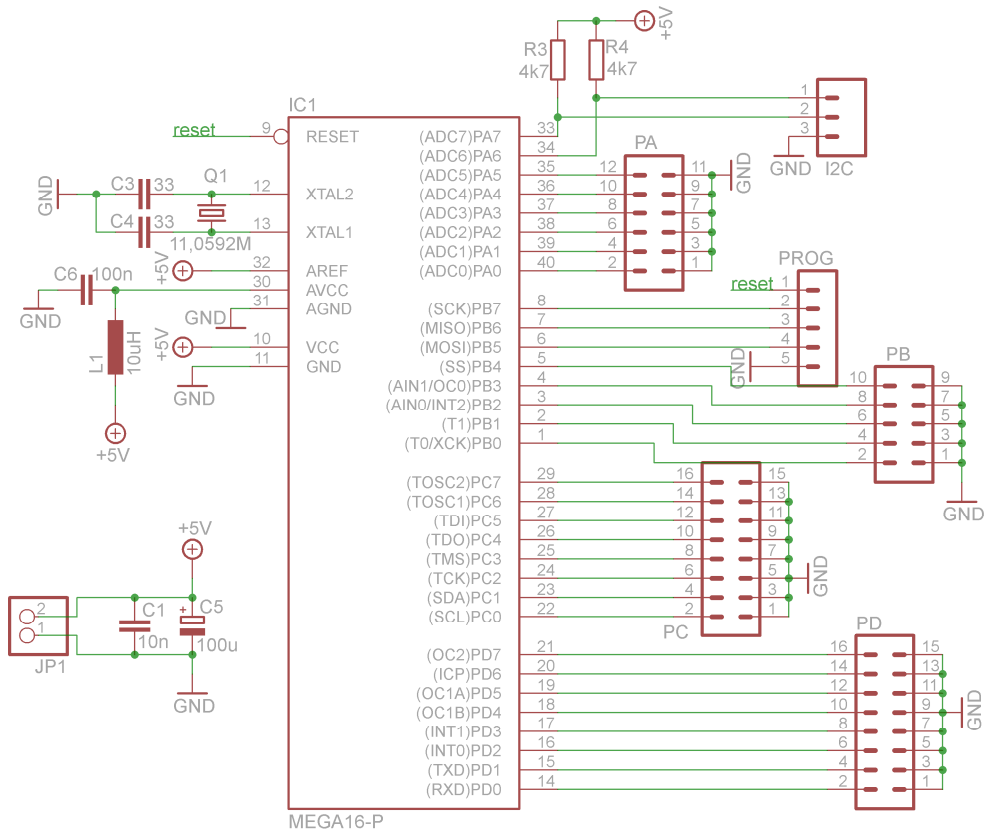 +5V
R3
4k7
R4
4k7
IC1
reset
9
RESET
(ADC7)PA7
33
(ADC6)PA6
34
(ADC5)PA5
35
(ADC4)PA4
36
(ADC3)PA3
37
(ADC2)PA2
38
(ADC1)PA1
39
(ADC0)PA0
40
1
2
3
GND
I2C
PA
12
11
10
9
8
7
6
5
4
3
2
1
GND
GND
C3
33
Q1
12
XTAL2
C4
33
13
XTAL1
11,0592M
+5V
32
AREF
C6
100n
30
AVCC
31
AGND
GND
GND
L1
10uH
+5V
+5V
10
VCC
11
GND
GND
PROG
reset
1
2
3
4
5
GND
(SCK)PB7
8
(MISO)PB6
7
(MOSI)PB5
6
(SS)PB4
5
(AIN1/OC0)PB3
4
(AIN0/INT2)PB2
3
(T1)PB1
2
(T0/XCK)PB0
1
PB
10
9
8
7
6
5
4
3
2
1
GND
(TOSC2)PC7
29
(TOSC1)PC6
28
(TDI)PC5
27
(TDO)PC4
26
(TMS)PC3
25
(TCK)PC2
24
(SDA)PC1
23
(SCL)PC0
22
16
15
14
13
12
11
10
9
8
7
6
5
4
3
2
1
GND
PC
+5V
2
1
JP1
C1
10n
+
C5
100u
GND
(OC2)PD7
21
(ICP)PD6
20
(OC1A)PD5
19
(OC1B)PD4
18
(INT1)PD3
17
(INT0)PD2
16
(TXD)PD1
15
(RXD)PD0
14
PD
16
15
14
13
12
11
10
9
8
7
6
5
4
3
2
1
GND
MEGA16-P